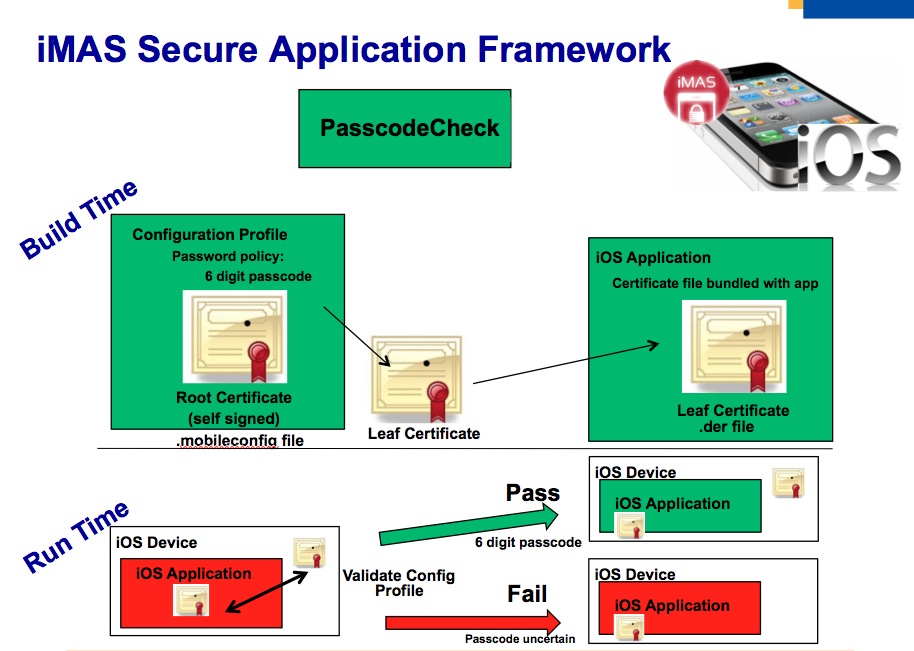 iMAS Secure Application Framework
iMAS
iOS
PasscodeCheck
Build Time
Configuration Profile
Password policy:
6 digit passcode
Root Certificate
(self signed)
.mobileconfig file
Leaf Certificate
iOS Application
Certificate file bundled with app
Leaf Certificate
.der file
Run Time
iOS Device
iOS Application
Validate Config
Profile
Pass
6 digit passcode
iOS Device
iOS Application
Fail
Passcode uncertain
iOS Device
iOS Application